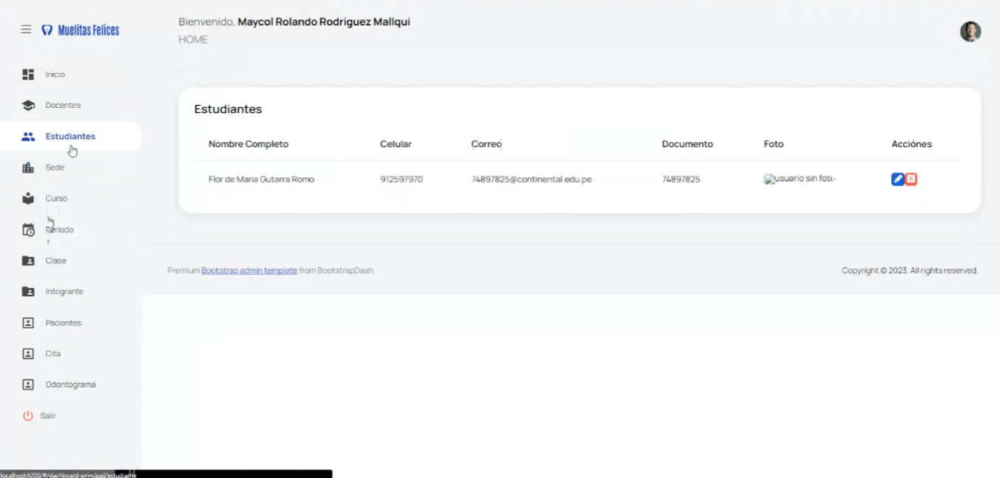 Muelitas Felices
Bienvenido, Maycol Rolando Rodriguez Mallqui
HOME
Inicio
Docentes
Estudiantes
Sede
Curso
Periodo
Clase
Integrante
Pacientes
Cita
Odontograma
Salir
Estudiantes
Nombre Completo Celular Correo Documento Foto Acciónes
Flor de Maria Gutarra Romo 912597970 74897825@continental.edu.pe 74897825 usuario sin foto
Premium Bootstrap admin template from BootstrapDash. Copyright © 2023. All rights reserved.
localhost:4200/#/dashboard-principal/estudiante